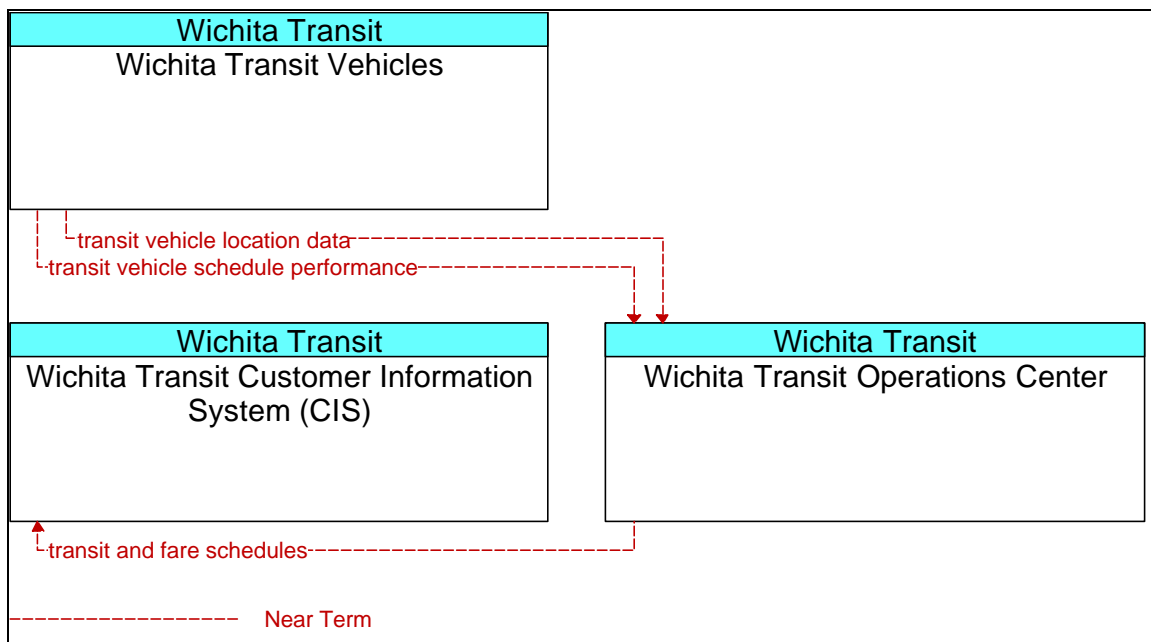 Wichita Transit
Wichita Transit Vehicles
transit vehicle location data
transit vehicle schedule performance
Wichita Transit
Wichita Transit Customer Information
System (CIS)
Wichita Transit
Wichita Transit Operations Center
transit and fare schedules
Near Term